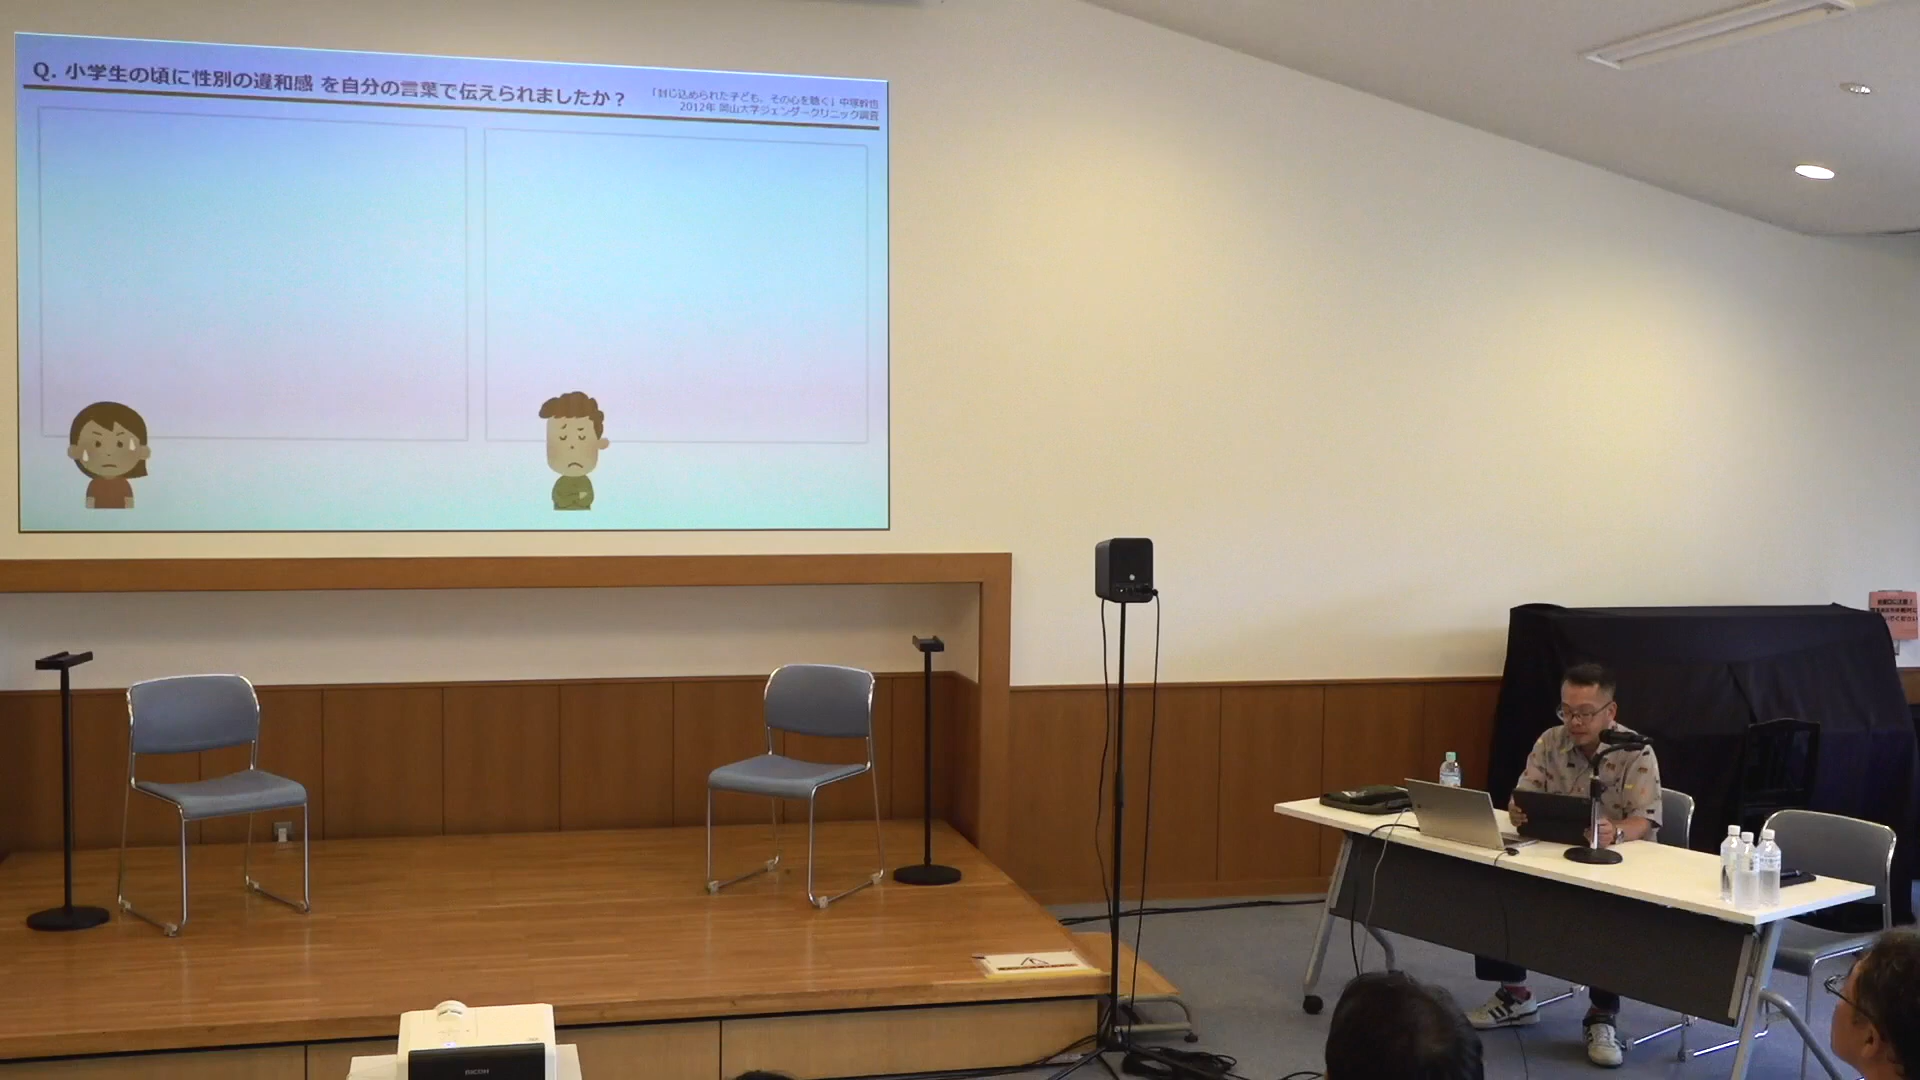 Q. 小学生の頃に性別の違和感 を自分の言葉で伝えられましたか？
「封じ込められた子ども、その心を聴く」中塚幹也
2012年 岡山大学ジェンダークリニック調査
RICOH